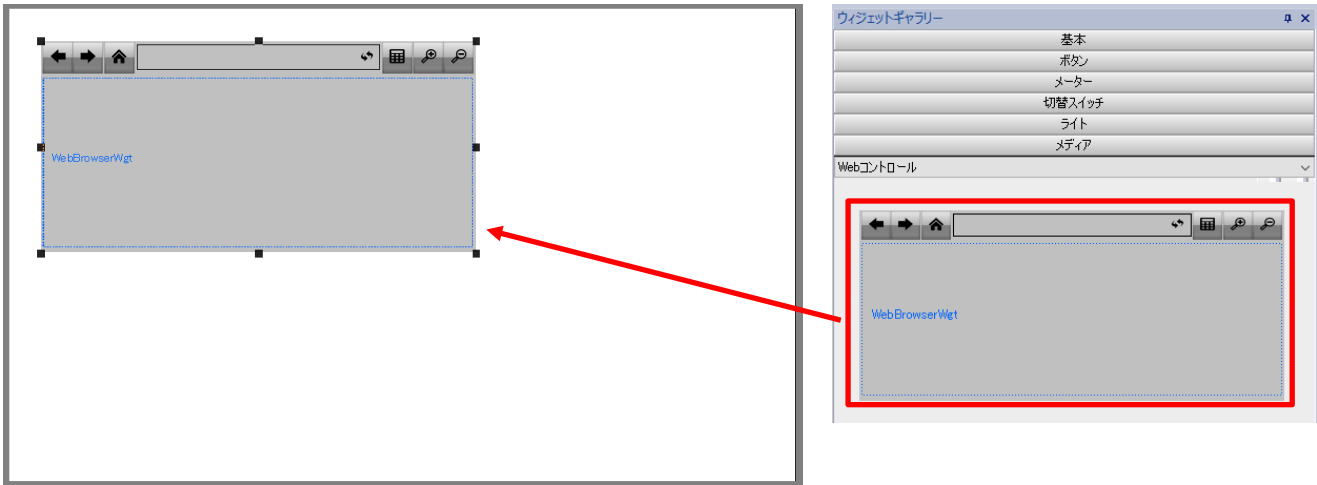 WebBrowserWgt
ウィジェットギャラリー
基本
ボタン
メーター
切替スイッチ
ライト
メディア
Webコントロール
WebBrowserWgt